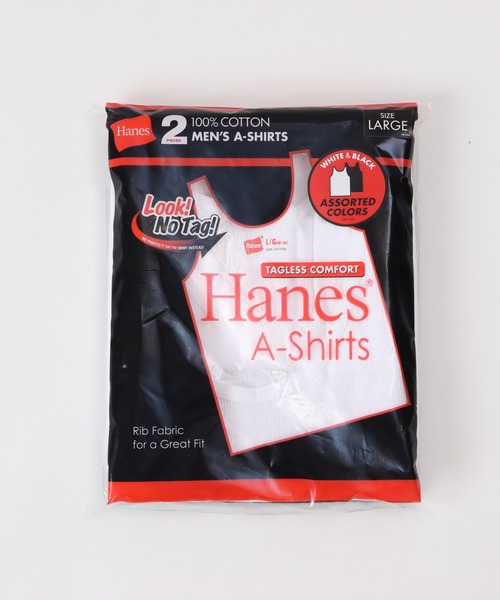 Hanes
2
PIECES
100% COTTON
MEN'S A-SHIRTS
SIZE
LARGE
WHITE & BLACK
ASSORTED
COLORS
Look!
No Tag!
Hanes
L/G
TAGLESS COMFORT
Hanes®
A-Shirts
Rib Fabric
for a Great Fit